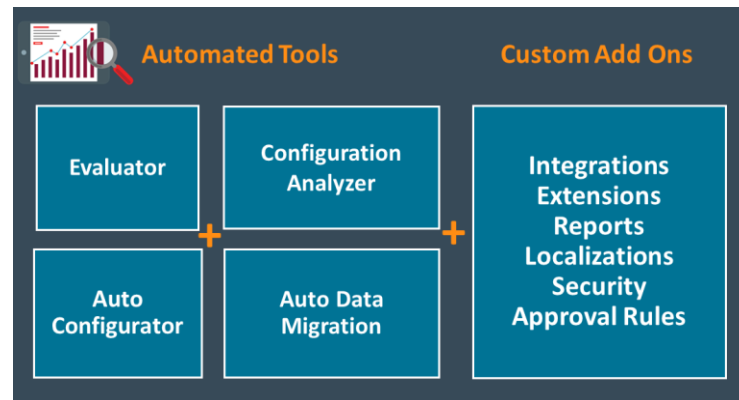 Automated Tools
Custom Add Ons
Evaluator
Configuration
Analyzer
+
+
Auto
Configurator
Auto Data
Migration
Integrations
Extensions
Reports
Localizations
Security
Approval Rules